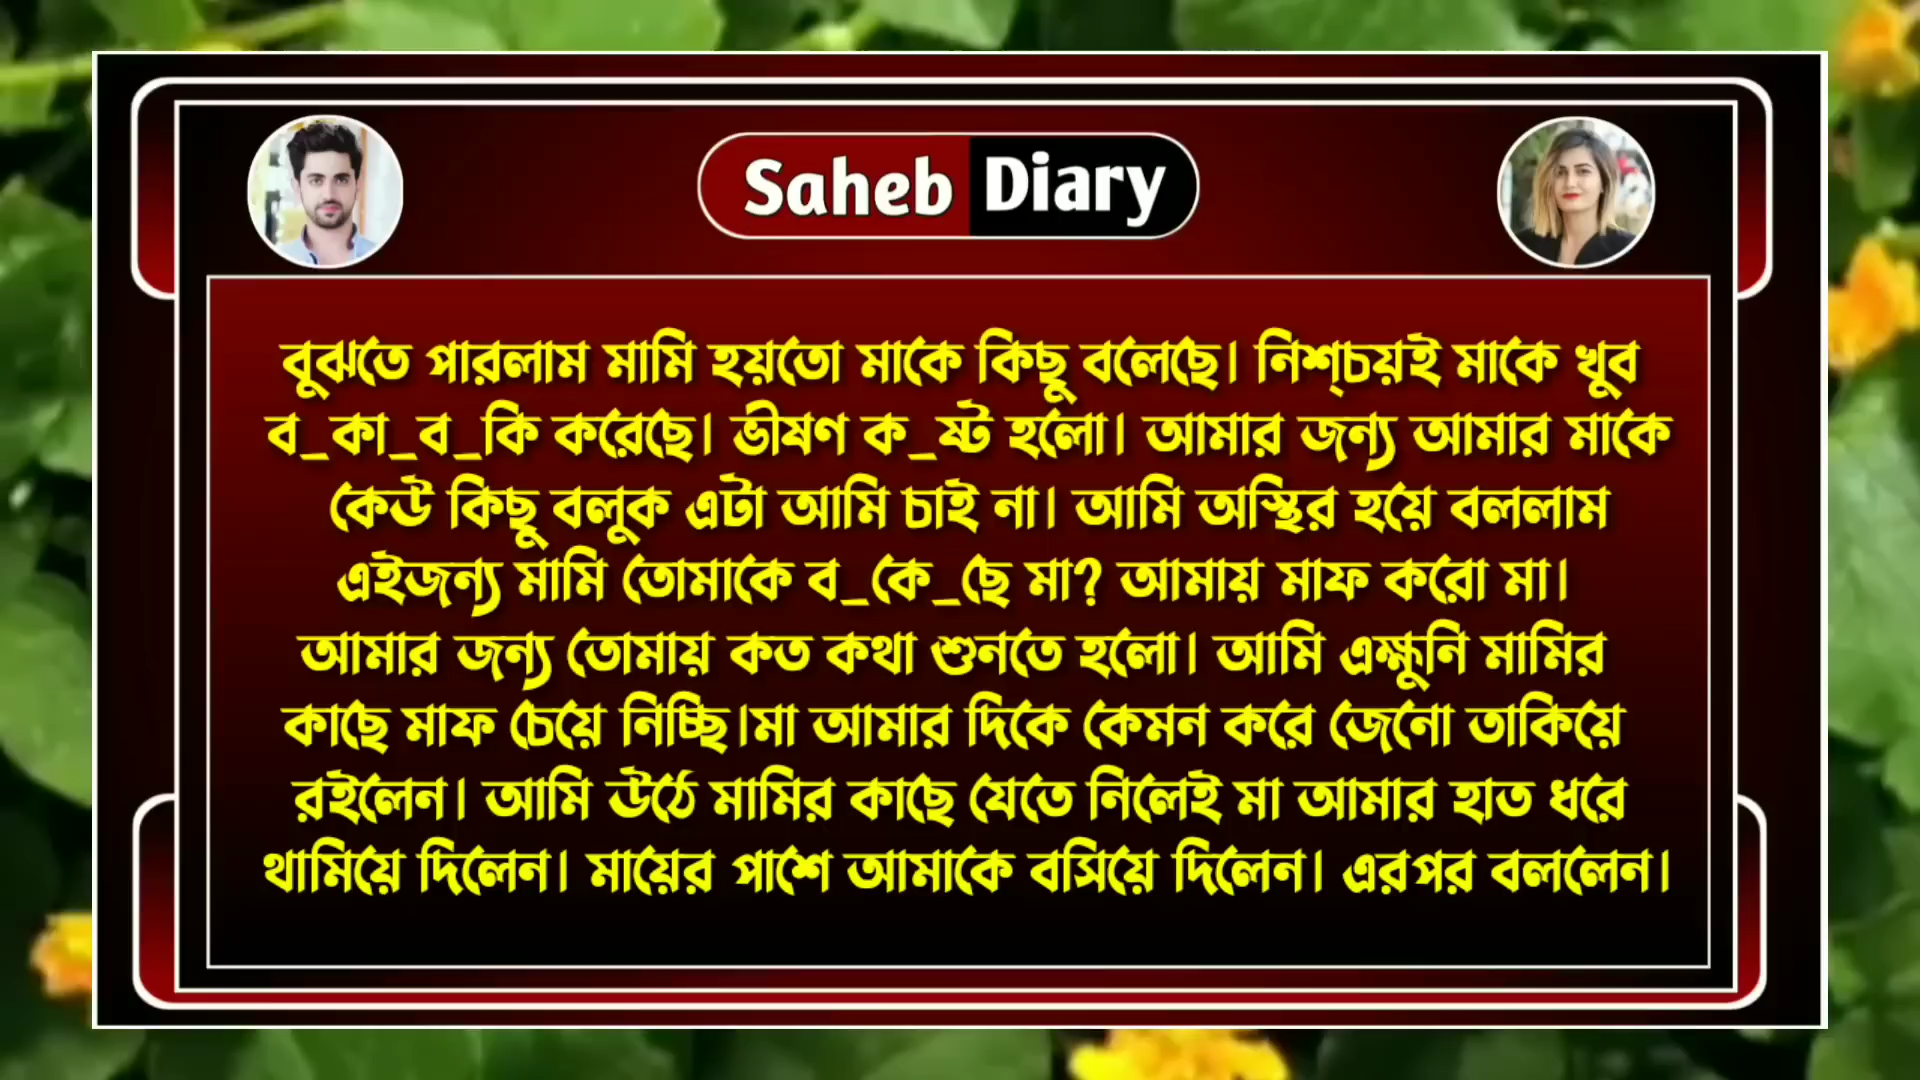 Saheb Diary
বুঝতে পারলাম মামি হয়তো মাকে কিছু বলেছে। নিশ্চয়ই মাকে খুব
ব_কা_ব_কি করেছে। ভীষণ ক_ষ্ট হলো। আমার জন্য আমার মাকে
কেউ কিছু বলুক এটা আমি চাই না। আমি অস্থির হয়ে বললাম
এইজন্য মামি তোমাকে ব_কে_ছে মা? আমায় মাফ করো মা।
আমার জন্য তোমায় কত কথা শুনতে হলো। আমি এক্ষুনি মামির
কাছে মাফ চেয়ে নিচ্ছি।মা আমার দিকে কেমন করে জেনো তাকিয়ে
রইলেন। আমি উঠে মামির কাছে যেতে নিলেই মা আমার হাত ধরে
থামিয়ে দিলেন। মায়ের পাশে আমাকে বসিয়ে দিলেন। এরপর বললেন।